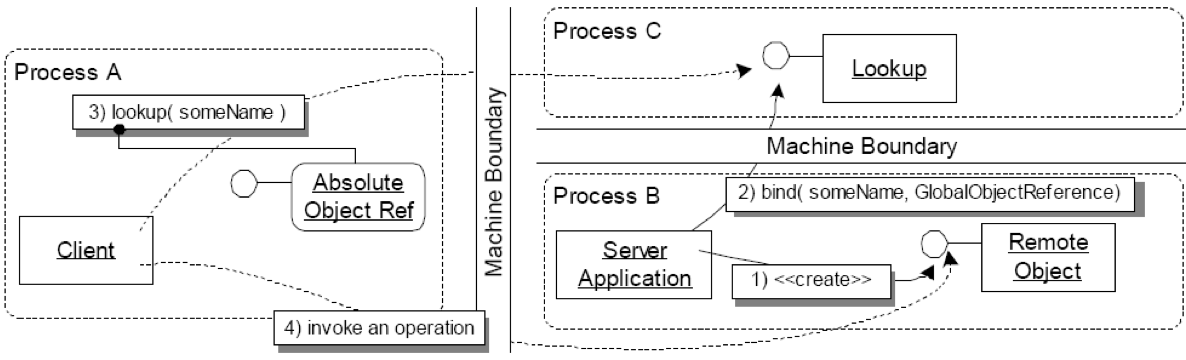 Process C
Process A
Lookup
3) lookup( someName )
Machine Boundary
Machine Boundary
Absolute
Object Ref
Process B
2) bind( someName, GlobalObjectReference)
Client
Server
Application
Remote
Object
1) <<create>>
4) invoke an operation